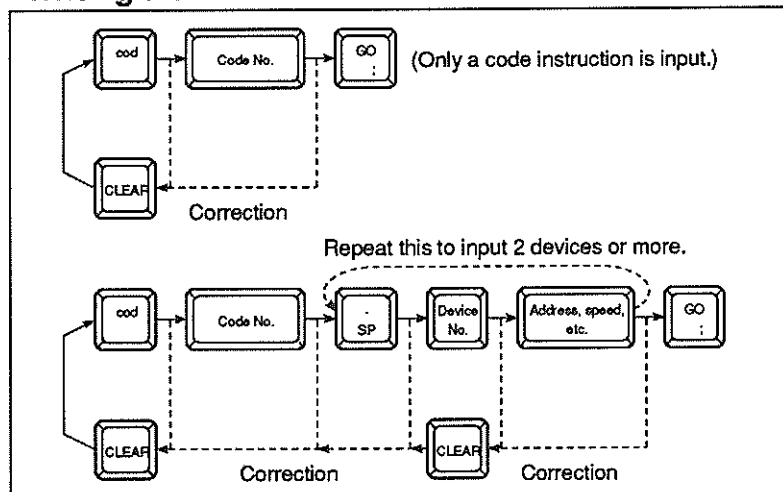 cod Code No. GO ; (Only a code instruction is input.)
CLEAR
Correction
Repeat this to input 2 devices or more.
cod Code No. - SP Device No. Address, speed, etc. GO ;
CLEAR CLEAR
Correction Correction